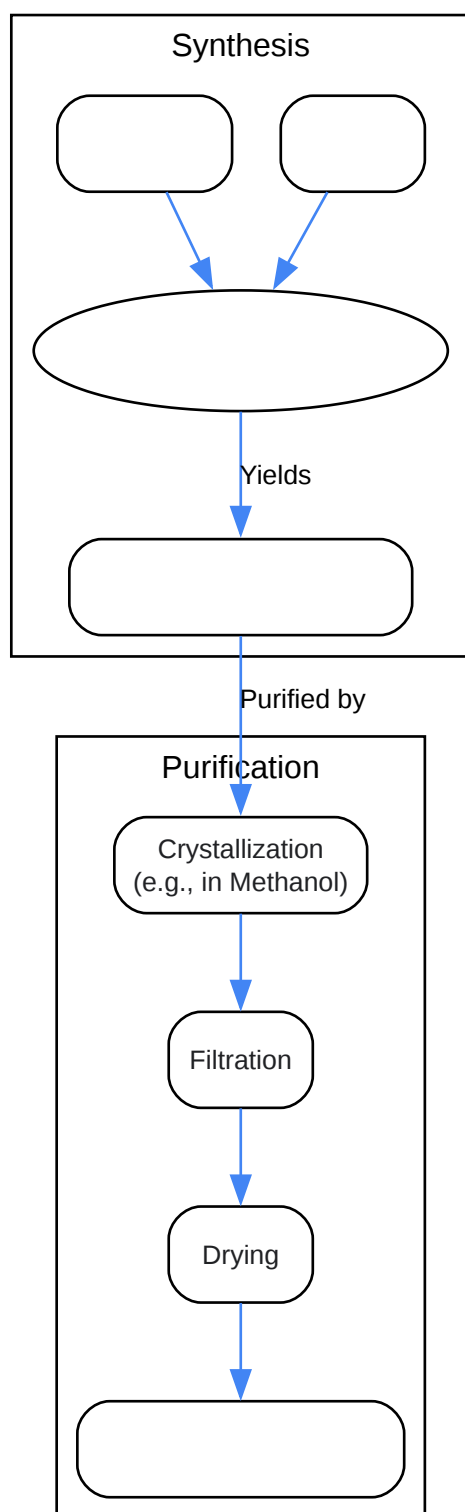 Synthesis
Yields
Purified by
Purification
Crystallization
(e.g., in Methanol)
Filtration
Drying